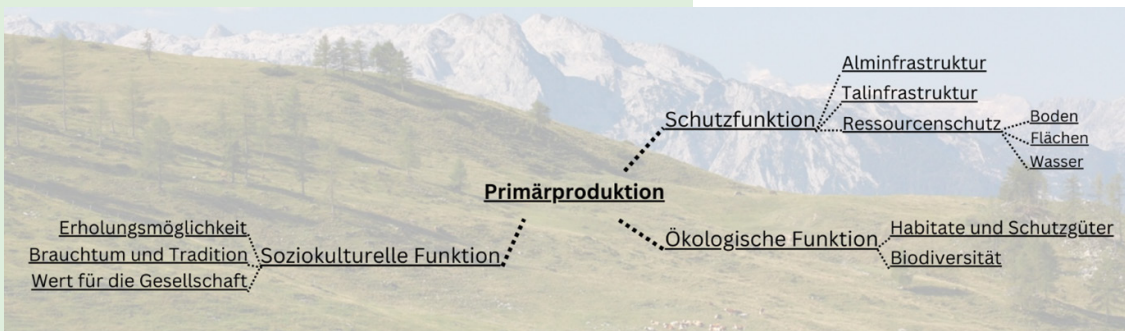 Alminfrastruktur
Talinfrastruktur
Schutzfunktion
Ressourcenschutz
Boden
Flächen
Wasser
Primärproduktion
Erholungsmöglichkeit
Brauchtum und Tradition
Wert für die Gesellschaft
Soziokulturelle Funktion
Ökologische Funktion
Habitate und Schutzgüter
Biodiversität